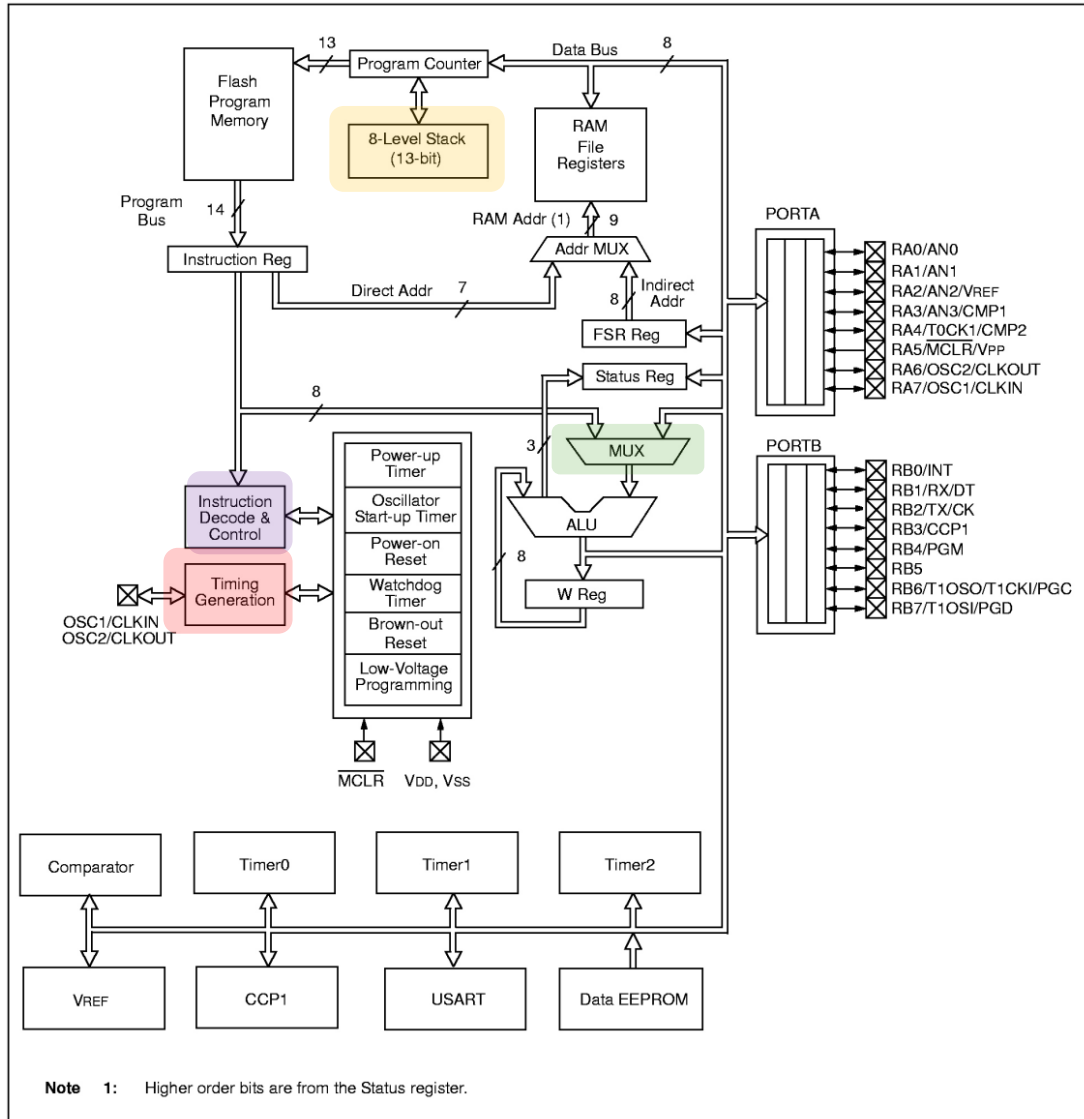 13
Program Counter
Data Bus
8
Flash
Program
Memory
8-Level Stack
(13-bit)
RAM
File
Registers
Program
Bus
14
RAM Addr (1)
9
Addr MUX
Instruction Reg
Direct Addr
7
8
Indirect
Addr
FSR Reg
Status Reg
8
3
MUX
Power-up
Timer
Instruction
Decode &
Control
Oscillator
Start-up Timer
ALU
Power-on
Reset
8
Timing
Generation
Watchdog
Timer
W Reg
OSC1/CLKIN
OSC2/CLKOUT
Brown-out
Reset
Low-Voltage
Programming
MCLR
VDD, VSS
PORTA
RA0/AN0
RA1/AN1
RA2/AN2/VREF
RA3/AN3/CMP1
RA4/T0CK1/CMP2
RA5/MCLR/VPP
RA6/OSC2/CLKOUT
RA7/OSC1/CLKIN
PORTB
RB0/INT
RB1/RX/DT
RB2/TX/CK
RB3/CCP1
RB4/PGM
RB5
RB6/T1OSO/T1CKI/PGC
RB7/T1OSI/PGD
Comparator
Timer0
Timer1
Timer2
VREF
CCP1
USART
Data EEPROM
Note 1: Higher order bits are from the Status register.